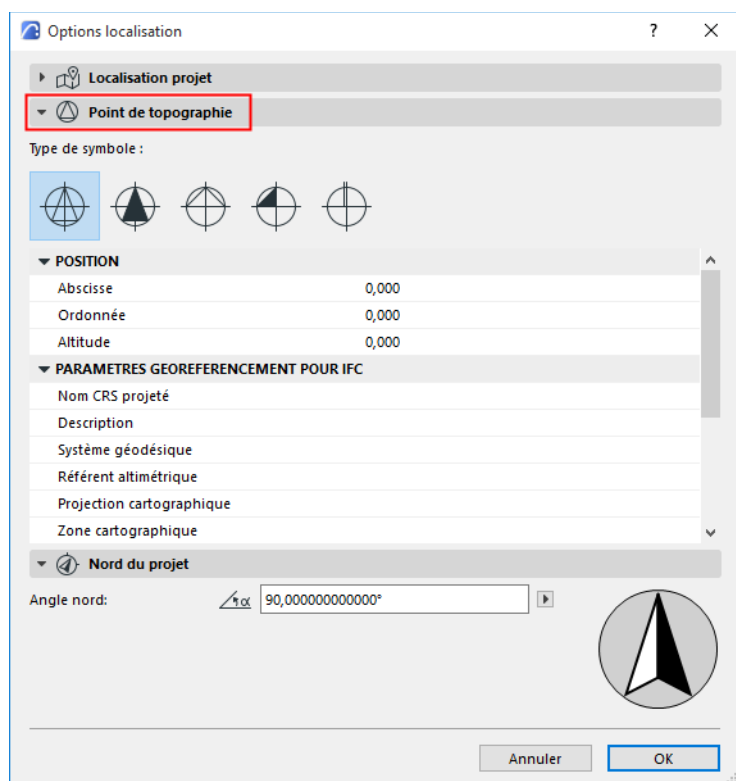 Options localisation
?
Localisation projet
Point de topographie
Type de symbole :
POSITION
Abscisse 0,000
Ordonnée 0,000
Altitude 0,000
PARAMETRES GEOREFERENCEMENT POUR IFC
Nom CRS projeté
Description
Système géodésique
Référent altimétrique
Projection cartographique
Zone cartographique
Nord du projet
Angle nord: α 90,000000000000°
Annuler OK